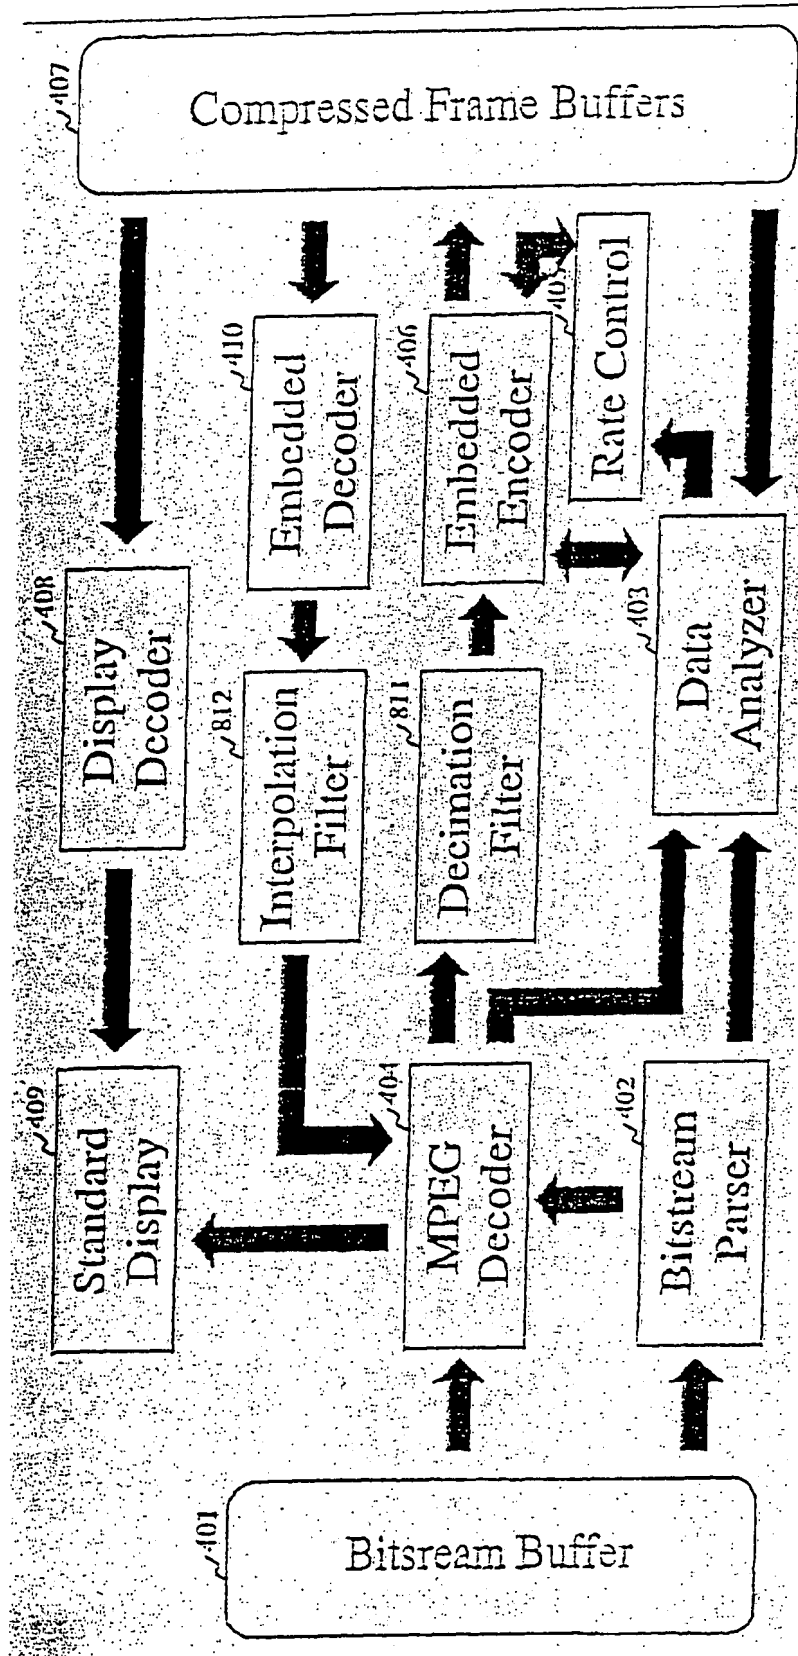 401
Bitsream Buffer
409
Standard
Display
408
Display
Decoder
407
Compressed Frame Buffers
812
Interpolation
Filter
410
Embedded
Decoder
404
MPEG
Decoder
811
Decimation
Filter
406
Embedded
Encoder
Rate Control
402
Bitstream
Parser
403
Data
Analyzer